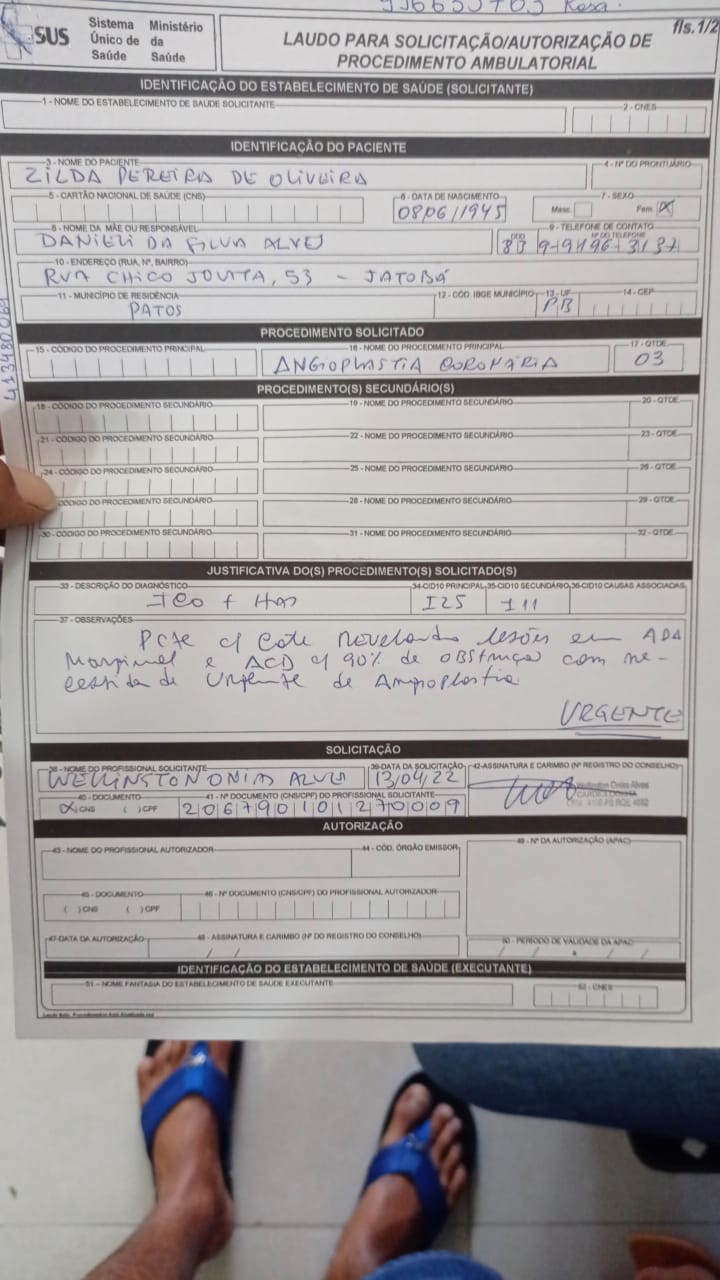 SUS
Sistema Único de Saúde
Ministério da Saúde
fls.1/2
LAUDO PARA SOLICITAÇÃO/AUTORIZAÇÃO DE
PROCEDIMENTO AMBULATORIAL
IDENTIFICAÇÃO DO ESTABELECIMENTO DE SAÚDE (SOLICITANTE)
1 - NOME DO ESTABELECIMENTO DE SAÚDE SOLICITANTE 2 - CNES
IDENTIFICAÇÃO DO PACIENTE
3 - NOME DO PACIENTE 4 - Nº DO PRONTUÁRIO
ZILDA PEREIRA DE OLIVEIRA
5 - CARTÃO NACIONAL DE SAÚDE (CNS) 6 - DATA DE NASCIMENTO 7 - SEXO
0806/1945 Masc. Fem. X
8 - NOME DA MÃE OU RESPONSÁVEL 9 - TELEFONE DE CONTATO
DDD Nº DO TELEFONE
DANIELI DA SILVA ALVES 83
10 - ENDEREÇO (RUA, Nº, BAIRRO)
RUA CHICO JOVITA, 53 - JATOBÁ
11 - MUNICÍPIO DE RESIDÊNCIA 12 - CÓD. IBGE MUNICÍPIO 13 - UF 14 - CEP
PATOS PB
PROCEDIMENTO SOLICITADO
15 - CÓDIGO DO PROCEDIMENTO PRINCIPAL 16 - NOME DO PROCEDIMENTO PRINCIPAL 17 - QTDE
ANGIOPLASTIA CORONÁRIA 03
PROCEDIMENTO(S) SECUNDÁRIO(S)
18 - CÓDIGO DO PROCEDIMENTO SECUNDÁRIO 19 - NOME DO PROCEDIMENTO SECUNDÁRIO 20 - QTDE
21 - CÓDIGO DO PROCEDIMENTO SECUNDÁRIO 22 - NOME DO PROCEDIMENTO SECUNDÁRIO 23 - QTDE
24 - CÓDIGO DO PROCEDIMENTO SECUNDÁRIO 25 - NOME DO PROCEDIMENTO SECUNDÁRIO 26 - QTDE
CÓDIGO DO PROCEDIMENTO SECUNDÁRIO 28 - NOME DO PROCEDIMENTO SECUNDÁRIO 29 - QTDE
30 - CÓDIGO DO PROCEDIMENTO SECUNDÁRIO 31 - NOME DO PROCEDIMENTO SECUNDÁRIO 32 - QTDE
JUSTIFICATIVA DO(S) PROCEDIMENTO(S) SOLICITADO(S)
33 - DESCRIÇÃO DO DIAGNÓSTICO 34-CID10 PRINCIPAL 35-CID10 SECUNDÁRIO 36-CID10 CAUSAS ASSOCIADAS
ICO + HAS I25 I11
37 - OBSERVAÇÕES
Pcte c/ Cate revelando lesões em ADA
Marginal e ACD c/ 90% de obstrução com ne-
cessidade urgente de Angioplastia
URGENTE
SOLICITAÇÃO
38 - NOME DO PROFISSIONAL SOLICITANTE 39-DATA DA SOLICITAÇÃO 42-ASSINATURA E CARIMBO (Nº REGISTRO DO CONSELHO)
WELLINGTON ONIAS ALVES 13/04/22
Wellington Onias Alves
40 - DOCUMENTO 41 - Nº DOCUMENTO (CNS/CPF) DO PROFISSIONAL SOLICITANTE
(X) CNS ( ) CPF 206790101270009
AUTORIZAÇÃO
43 - NOME DO PROFISSIONAL AUTORIZADOR 44 - CÓD. ÓRGÃO EMISSOR 49 - Nº DA AUTORIZAÇÃO (APAC)
45 - DOCUMENTO 46 - Nº DOCUMENTO (CNS/CPF) DO PROFISSIONAL AUTORIZADOR
( ) CNS ( ) CPF
47-DATA DA AUTORIZAÇÃO 48 - ASSINATURA E CARIMBO (Nº DO REGISTRO DO CONSELHO) 50 - PERÍODO DE VALIDADE DA APAC
IDENTIFICAÇÃO DO ESTABELECIMENTO DE SAÚDE (EXECUTANTE)
51 - NOME FANTASIA DO ESTABELECIMENTO DE SAÚDE EXECUTANTE 52 - CNES